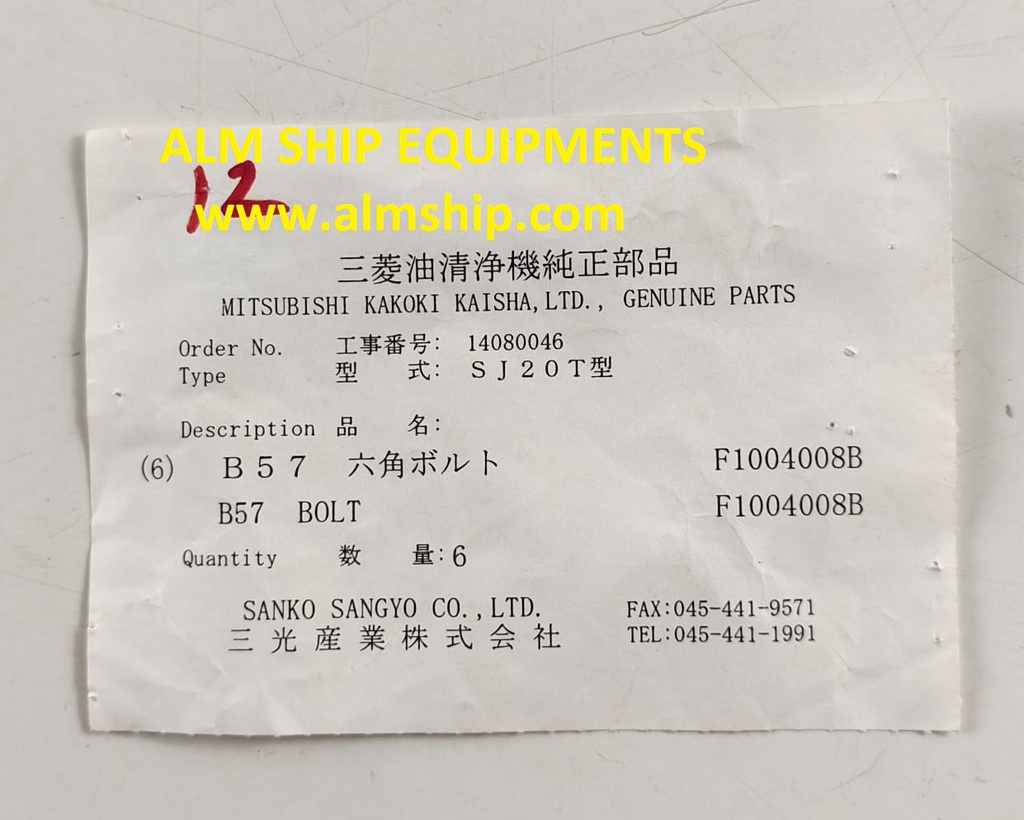 ALM SHIP EQUIPMENTS
12
www.almship.com
三菱油清浄機純正部品
MITSUBISHI KAKOKI KAISHA,LTD., GENUINE PARTS
Order No. 工事番号: 14080046
Type 型 式: ＳＪ２０Ｔ型
Description 品 名:
(6) Ｂ５７ 六角ボルト F1004008B
B57 BOLT F1004008B
Quantity 数 量:6
SANKO SANGYO CO.,LTD. FAX:045-441-9571
三光産業株式会社 TEL:045-441-1991